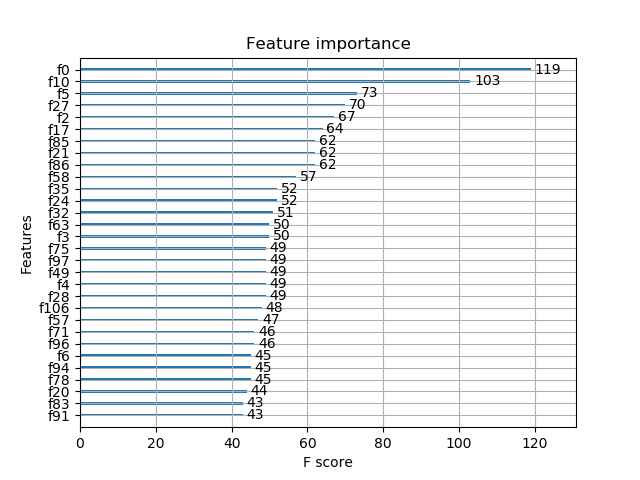 Feature importance
f0 119
f10 103
f5 73
f27 70
f2 67
f17 64
f85 62
f21 62
f86 62
f58 57
f35 52
f24 52
f32 51
f63 50
f3 50
f75 49
f97 49
f49 49
f4 49
f28 49
f106 48
f57 47
f71 46
f96 46
f6 45
f94 45
f78 45
f20 44
f83 43
f91 43
Features
0 20 40 60 80 100 120
F score